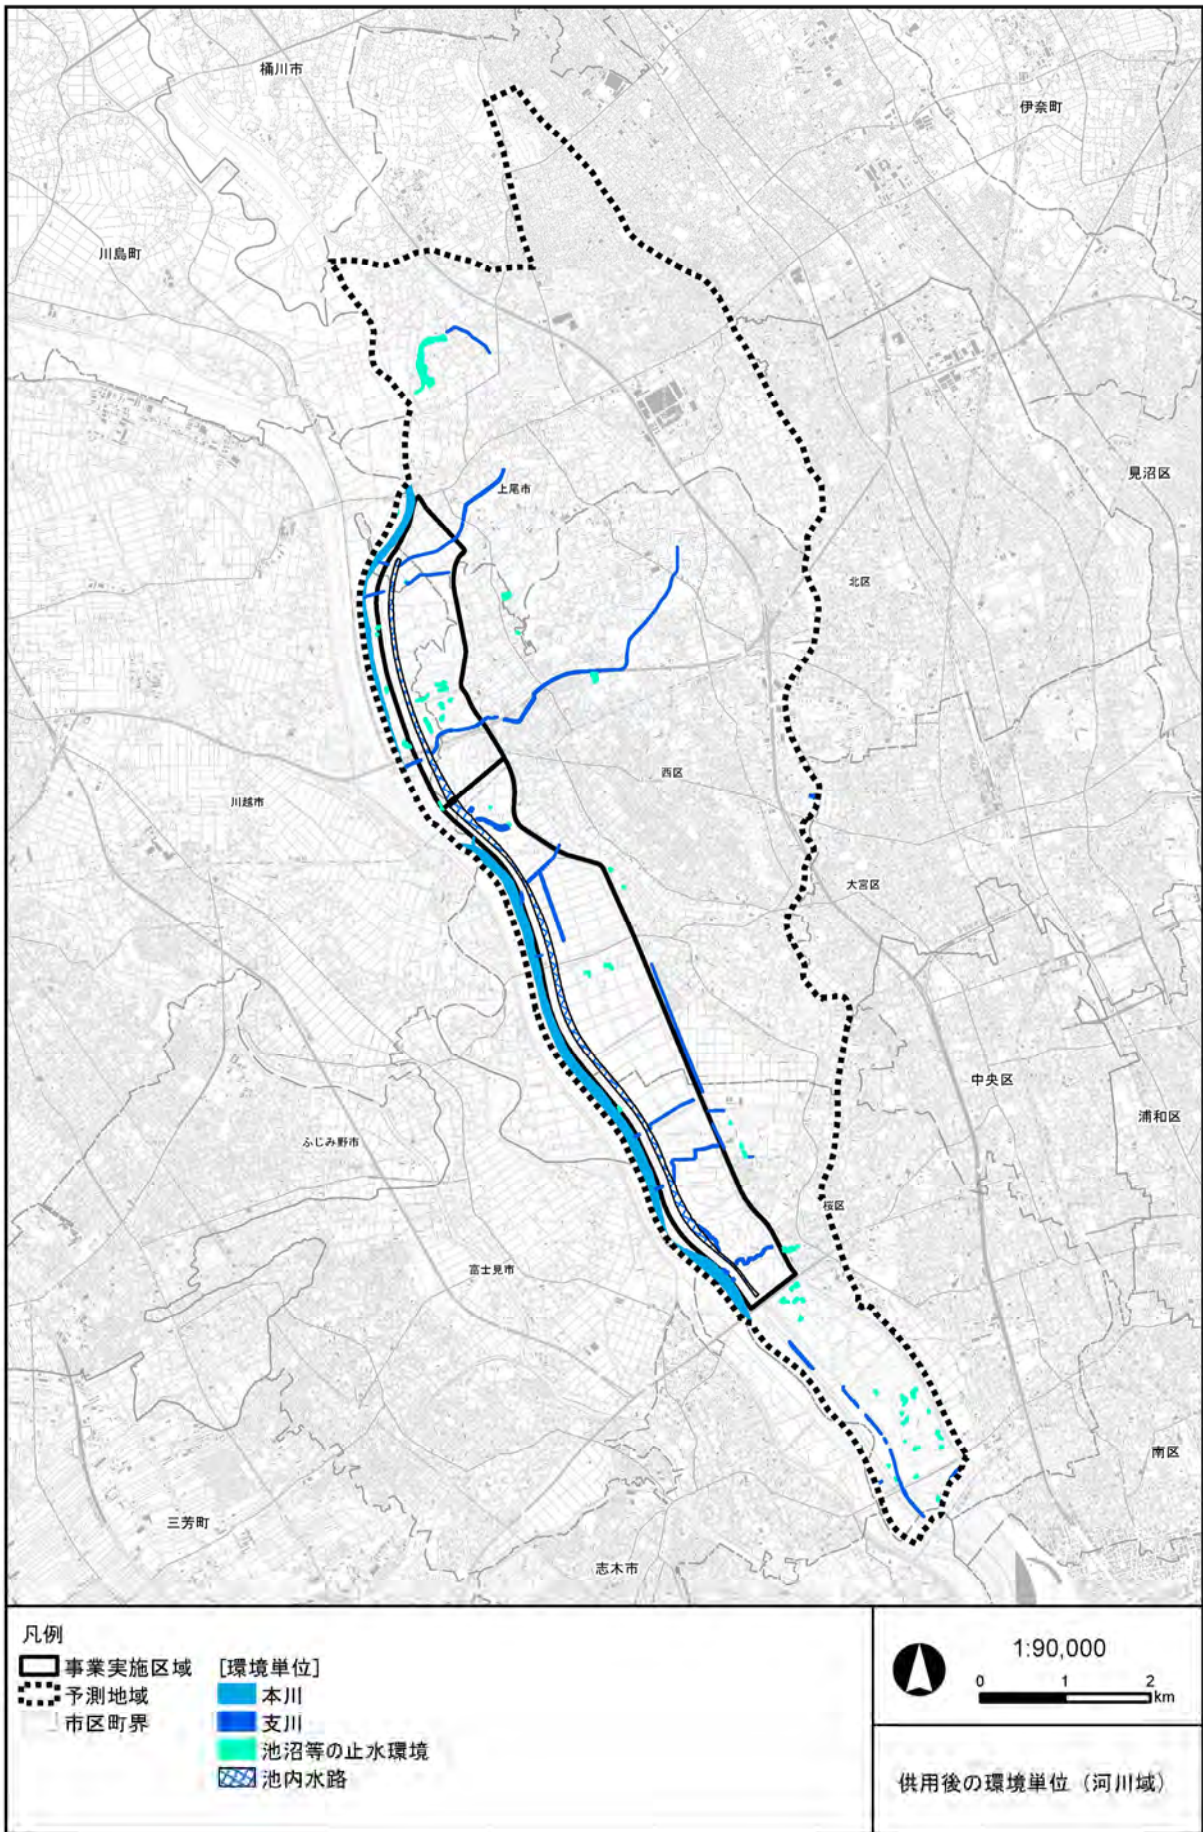 桶川市
伊奈町
川島町
見沼区
上尾市
北区
西区
川越市
大宮区
中央区
浦和区
ふじみ野市
桜区
富士見市
南区
三芳町
志木市
凡例
事業実施区域
予測地域
市区町界
[環境単位]
本川
支川
池沼等の止水環境
池内水路
1:90,000
0 1 2
km
供用後の環境単位（河川域）